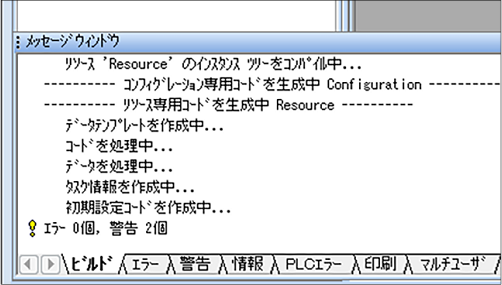 メッセージ ウィンドウ
リソース 'Resource' のインスタンス ツリーをコンパイル中...
---------- コンフィグレーション専用コードを生成中 Configuration ----------
---------- リソース専用コードを生成中 Resource ----------
データテンプレートを作成中...
コードを処理中...
データを処理中...
タスク情報を作成中...
初期設定コードを作成中...
エラー 0個, 警告 2個
ビルド エラー 警告 情報 PLCエラー 印刷 マルチユーザ